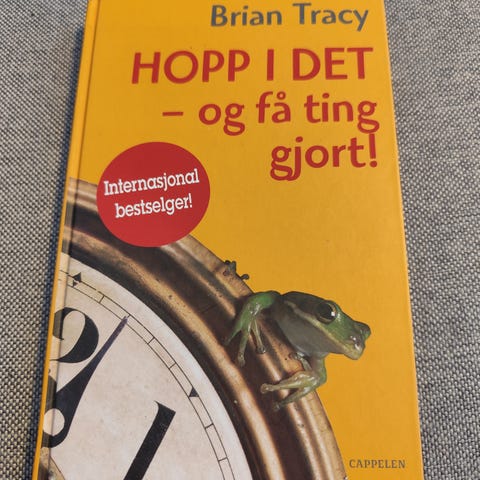 Brian Tracy
HOPP I DET
– og få ting
gjort!
Internasjonal
bestselger!
CAPPELEN